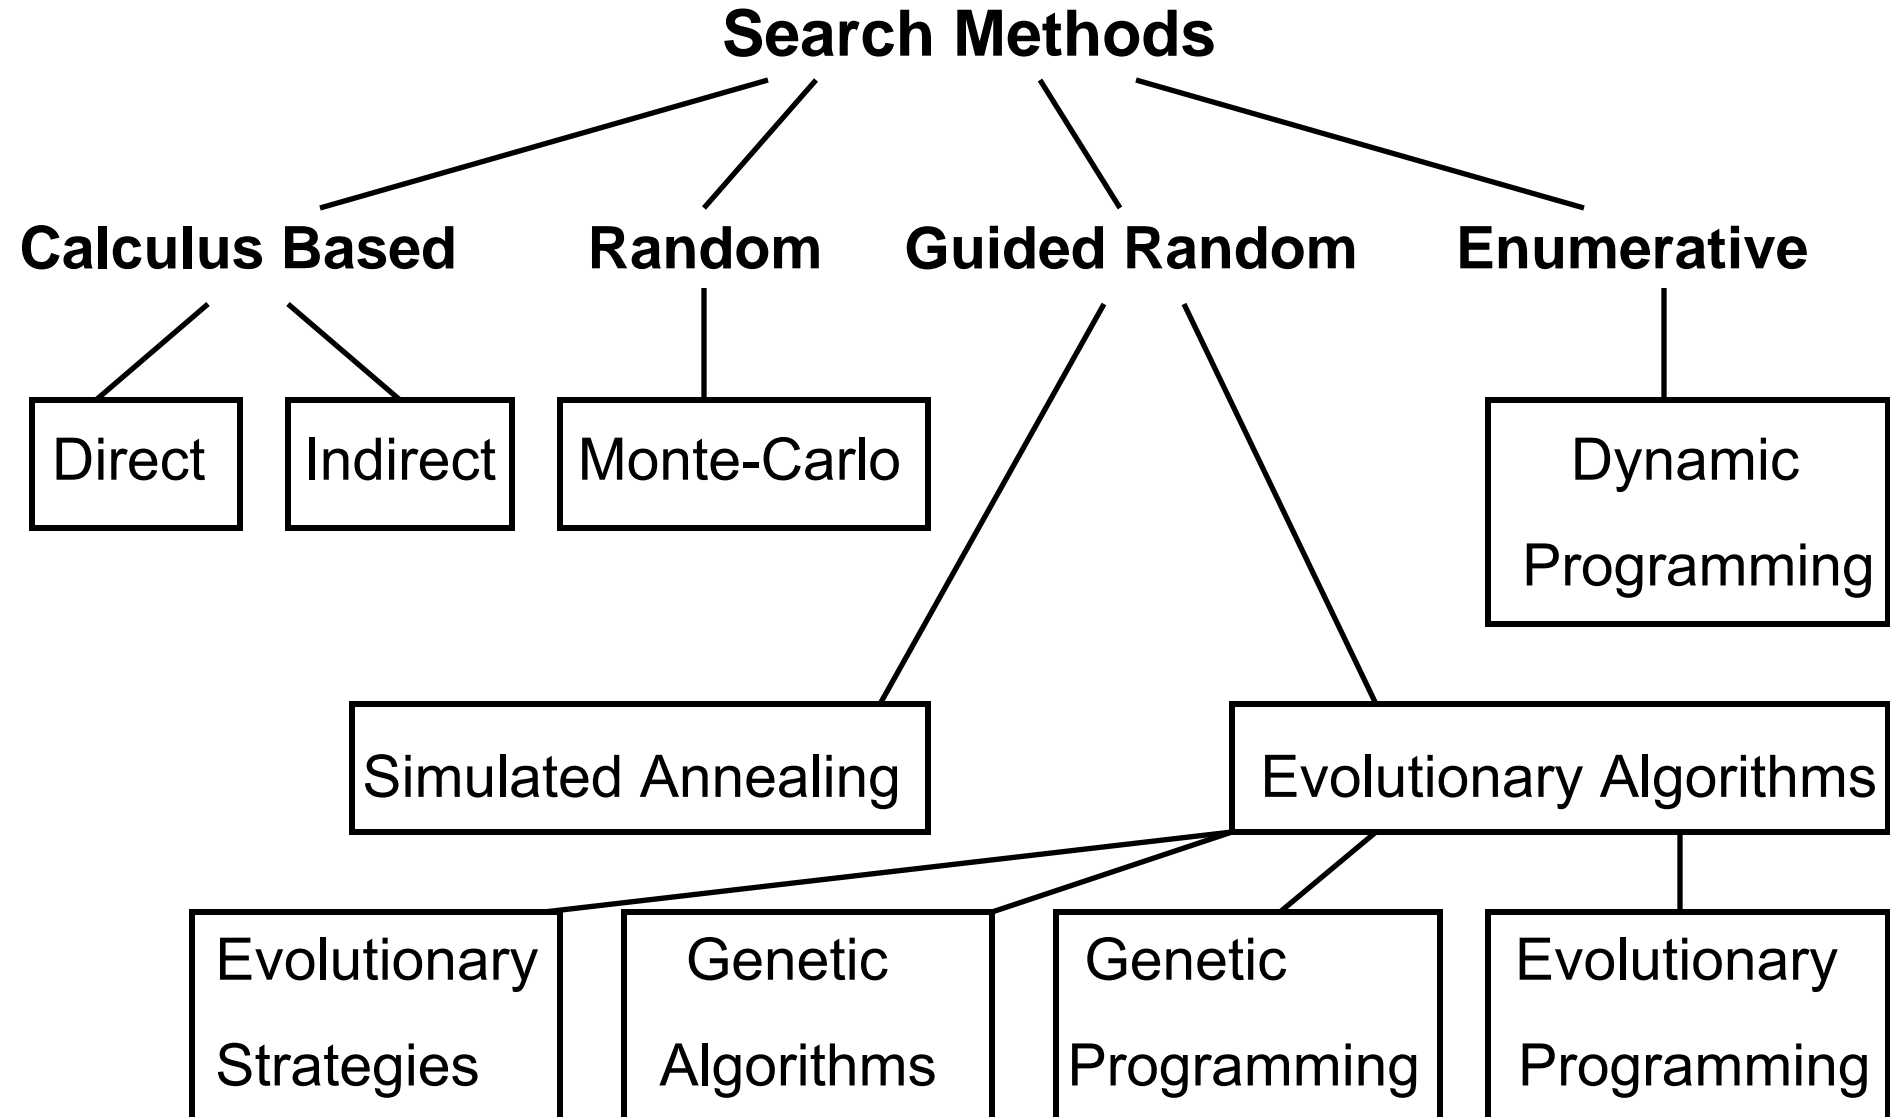 Search Methods
Calculus Based
Random
Guided Random
Enumerative
Direct
Indirect
Monte-Carlo
Dynamic
Programming
Simulated Annealing
Evolutionary Algorithms
Evolutionary
Strategies
Genetic
Algorithms
Genetic
Programming
Evolutionary
Programming